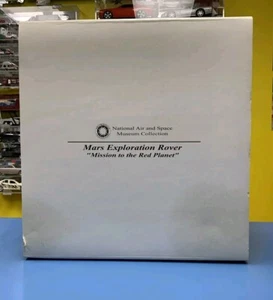 National Air and Space
Museum Collection
Mars Exploration Rover
"Mission to the Red Planet"